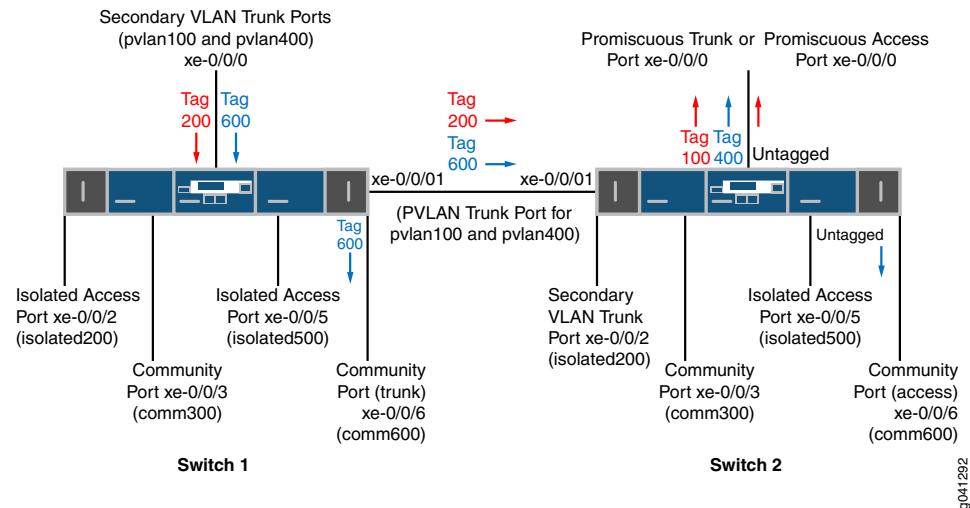 Secondary VLAN Trunk Ports
(pvlan100 and pvlan400)
xe-0/0/0
Promiscuous Trunk or
Port xe-0/0/0
Promiscuous Access
Port xe-0/0/0
Tag
200
Tag
600
Tag
200
Tag
600
Tag
100
Tag
400
Untagged
xe-0/0/01
xe-0/0/01
(PVLAN Trunk Port for
pvlan100 and pvlan400)
Tag
600
Untagged
Isolated Access
Port xe-0/0/2
(isolated200)
Isolated Access
Port xe-0/0/5
(isolated500)
Secondary
VLAN Trunk
Port xe-0/0/2
(isolated200)
Isolated Access
Port xe-0/0/5
(isolated500)
Community
Port xe-0/0/3
(comm300)
Community
Port (trunk)
xe-0/0/6
(comm600)
Community
Port xe-0/0/3
(comm300)
Community
Port (access)
xe-0/0/6
(comm600)
Switch 1
Switch 2
g041292